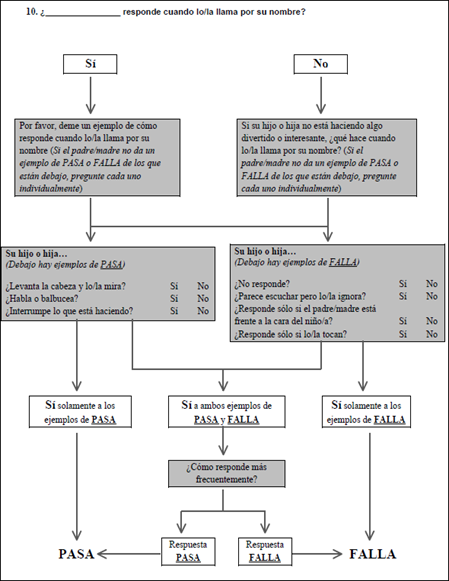 10. ¿________________ responde cuando lo/la llama por su nombre?
Sí
No
Por favor, deme un ejemplo de cómo
responde cuando lo/la llama por su
nombre (Si el padre/madre no da un
ejemplo de PASA o FALLA de los que
están debajo, pregunte cada uno
individualmente)
Si su hijo o hija no está haciendo algo
divertido o interesante, ¿qué hace cuando
lo/la llama por su nombre? (Si el
padre/madre no da un ejemplo de PASA o
FALLA de los que están debajo, pregunte
cada uno individualmente)
Su hijo o hija…
(Debajo hay ejemplos de PASA)
¿Levanta la cabeza y lo/la mira? Sí No
¿Habla o balbucea? Sí No
¿Interrumpe lo que está haciendo? Sí No
Su hijo o hija…
(Debajo hay ejemplos de FALLA)
¿No responde? Sí No
¿Parece escuchar pero lo/la ignora? Sí No
¿Responde sólo si el padre/madre está
frente a la cara del niño/a? Sí No
¿Responde sólo si lo/la tocan? Sí No
Sí solamente a los
ejemplos de PASA
Sí a ambos ejemplos de
PASA y FALLA
Sí solamente a los
ejemplos de FALLA
¿Cómo responde más
frecuentemente?
Respuesta
PASA
Respuesta
FALLA
PASA
FALLA